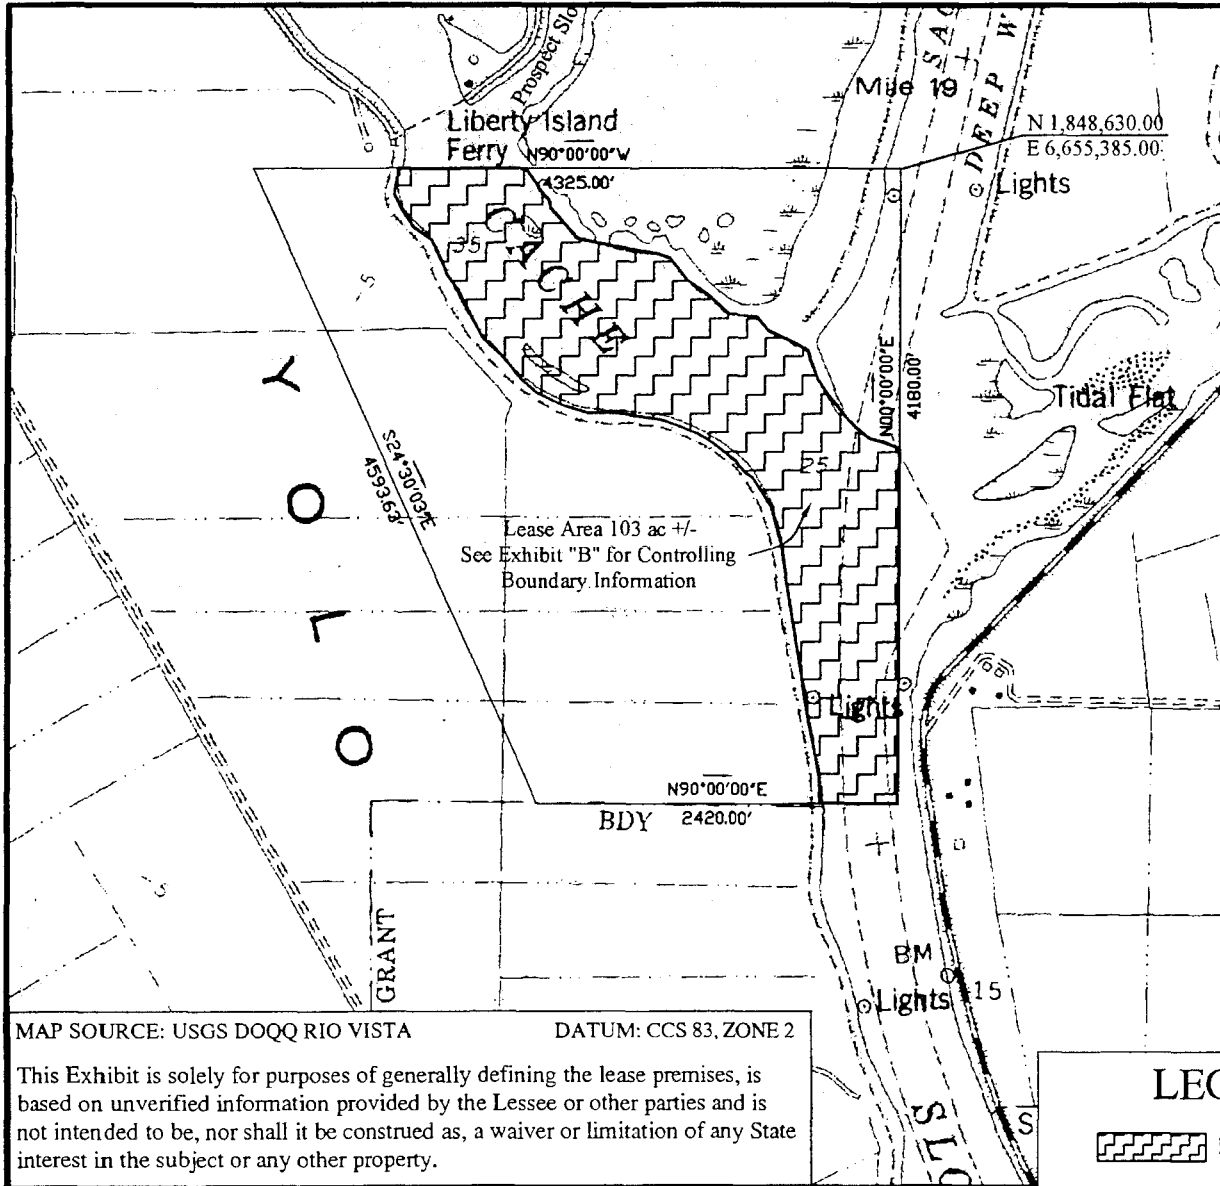 Prospect Slo
SAC
DEEP W
Mile 19
Liberty Island
Ferry
N90°00'00"W
4325.00'
N 1,848,630.00
E 6,655,385.00
Lights
CACHE
35
-5
Y O L O
N00°00'00"E
4180.00'
Tidal Flat
S24°30'03"E
4593.63'
25
Lease Area 103 ac +/-
See Exhibit "B" for Controlling
Boundary Information
Lights
N90°00'00"E
2420.00'
BDY
-5
GRANT
BM
15
Lights
SLO
S
MAP SOURCE: USGS DOQQ RIO VISTA
DATUM: CCS 83, ZONE 2
This Exhibit is solely for purposes of generally defining the lease premises, is
based on unverified information provided by the Lessee or other parties and is
not intended to be, nor shall it be construed as, a waiver or limitation of any State
interest in the subject or any other property.
LEG